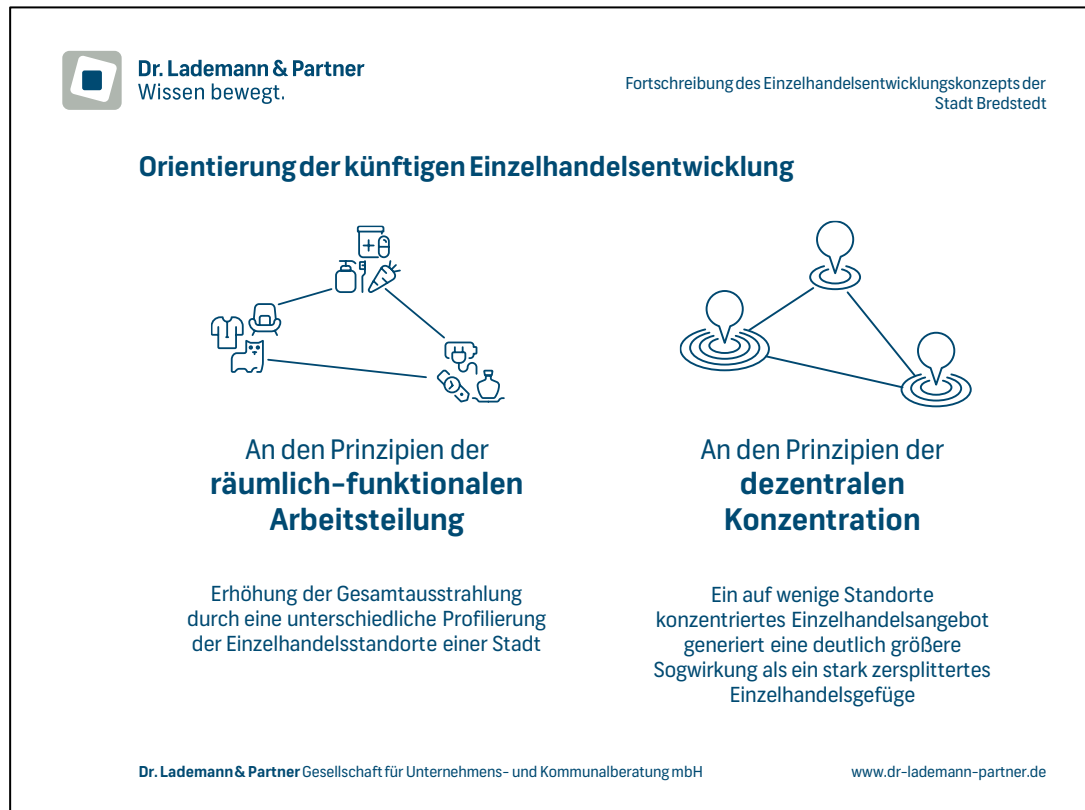 Dr. Lademann & Partner
Wissen bewegt.
Fortschreibung des Einzelhandelsentwicklungskonzepts der
Stadt Bredstedt
Orientierung der künftigen Einzelhandelsentwicklung
An den Prinzipien der
räumlich-funktionalen
Arbeitsteilung
Erhöhung der Gesamtausstrahlung
durch eine unterschiedliche Profilierung
der Einzelhandelsstandorte einer Stadt
An den Prinzipien der
dezentralen
Konzentration
Ein auf wenige Standorte
konzentriertes Einzelhandelsangebot
generiert eine deutlich größere
Sogwirkung als ein stark zersplittertes
Einzelhandelsgefüge
Dr. Lademann & Partner Gesellschaft für Unternehmens- und Kommunalberatung mbH
www.dr-lademann-partner.de